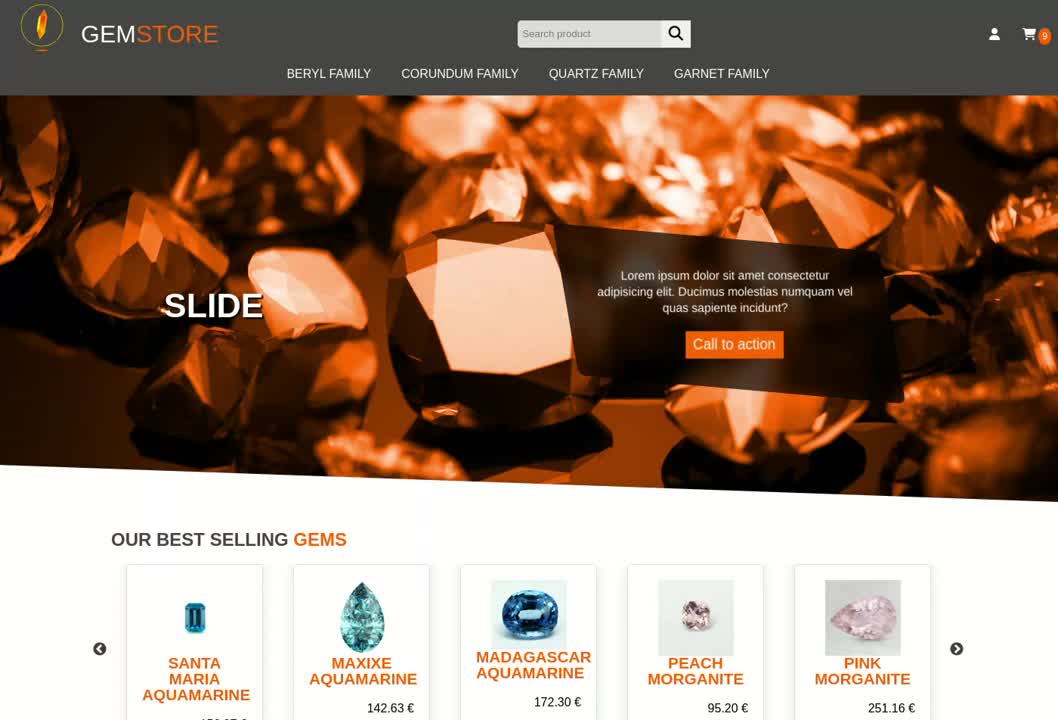 GEMSTORE
Search product
9
BERYL FAMILY
CORUNDUM FAMILY
QUARTZ FAMILY
GARNET FAMILY
SLIDE
Lorem ipsum dolor sit amet consectetur
adipisicing elit. Ducimus molestias numquam vel
quas sapiente incidunt?
Call to action
OUR BEST SELLING GEMS
SANTA
MARIA
AQUAMARINE
MAXIXE
AQUAMARINE
142.63 €
MADAGASCAR
AQUAMARINE
172.30 €
PEACH
MORGANITE
95.20 €
PINK
MORGANITE
251.16 €